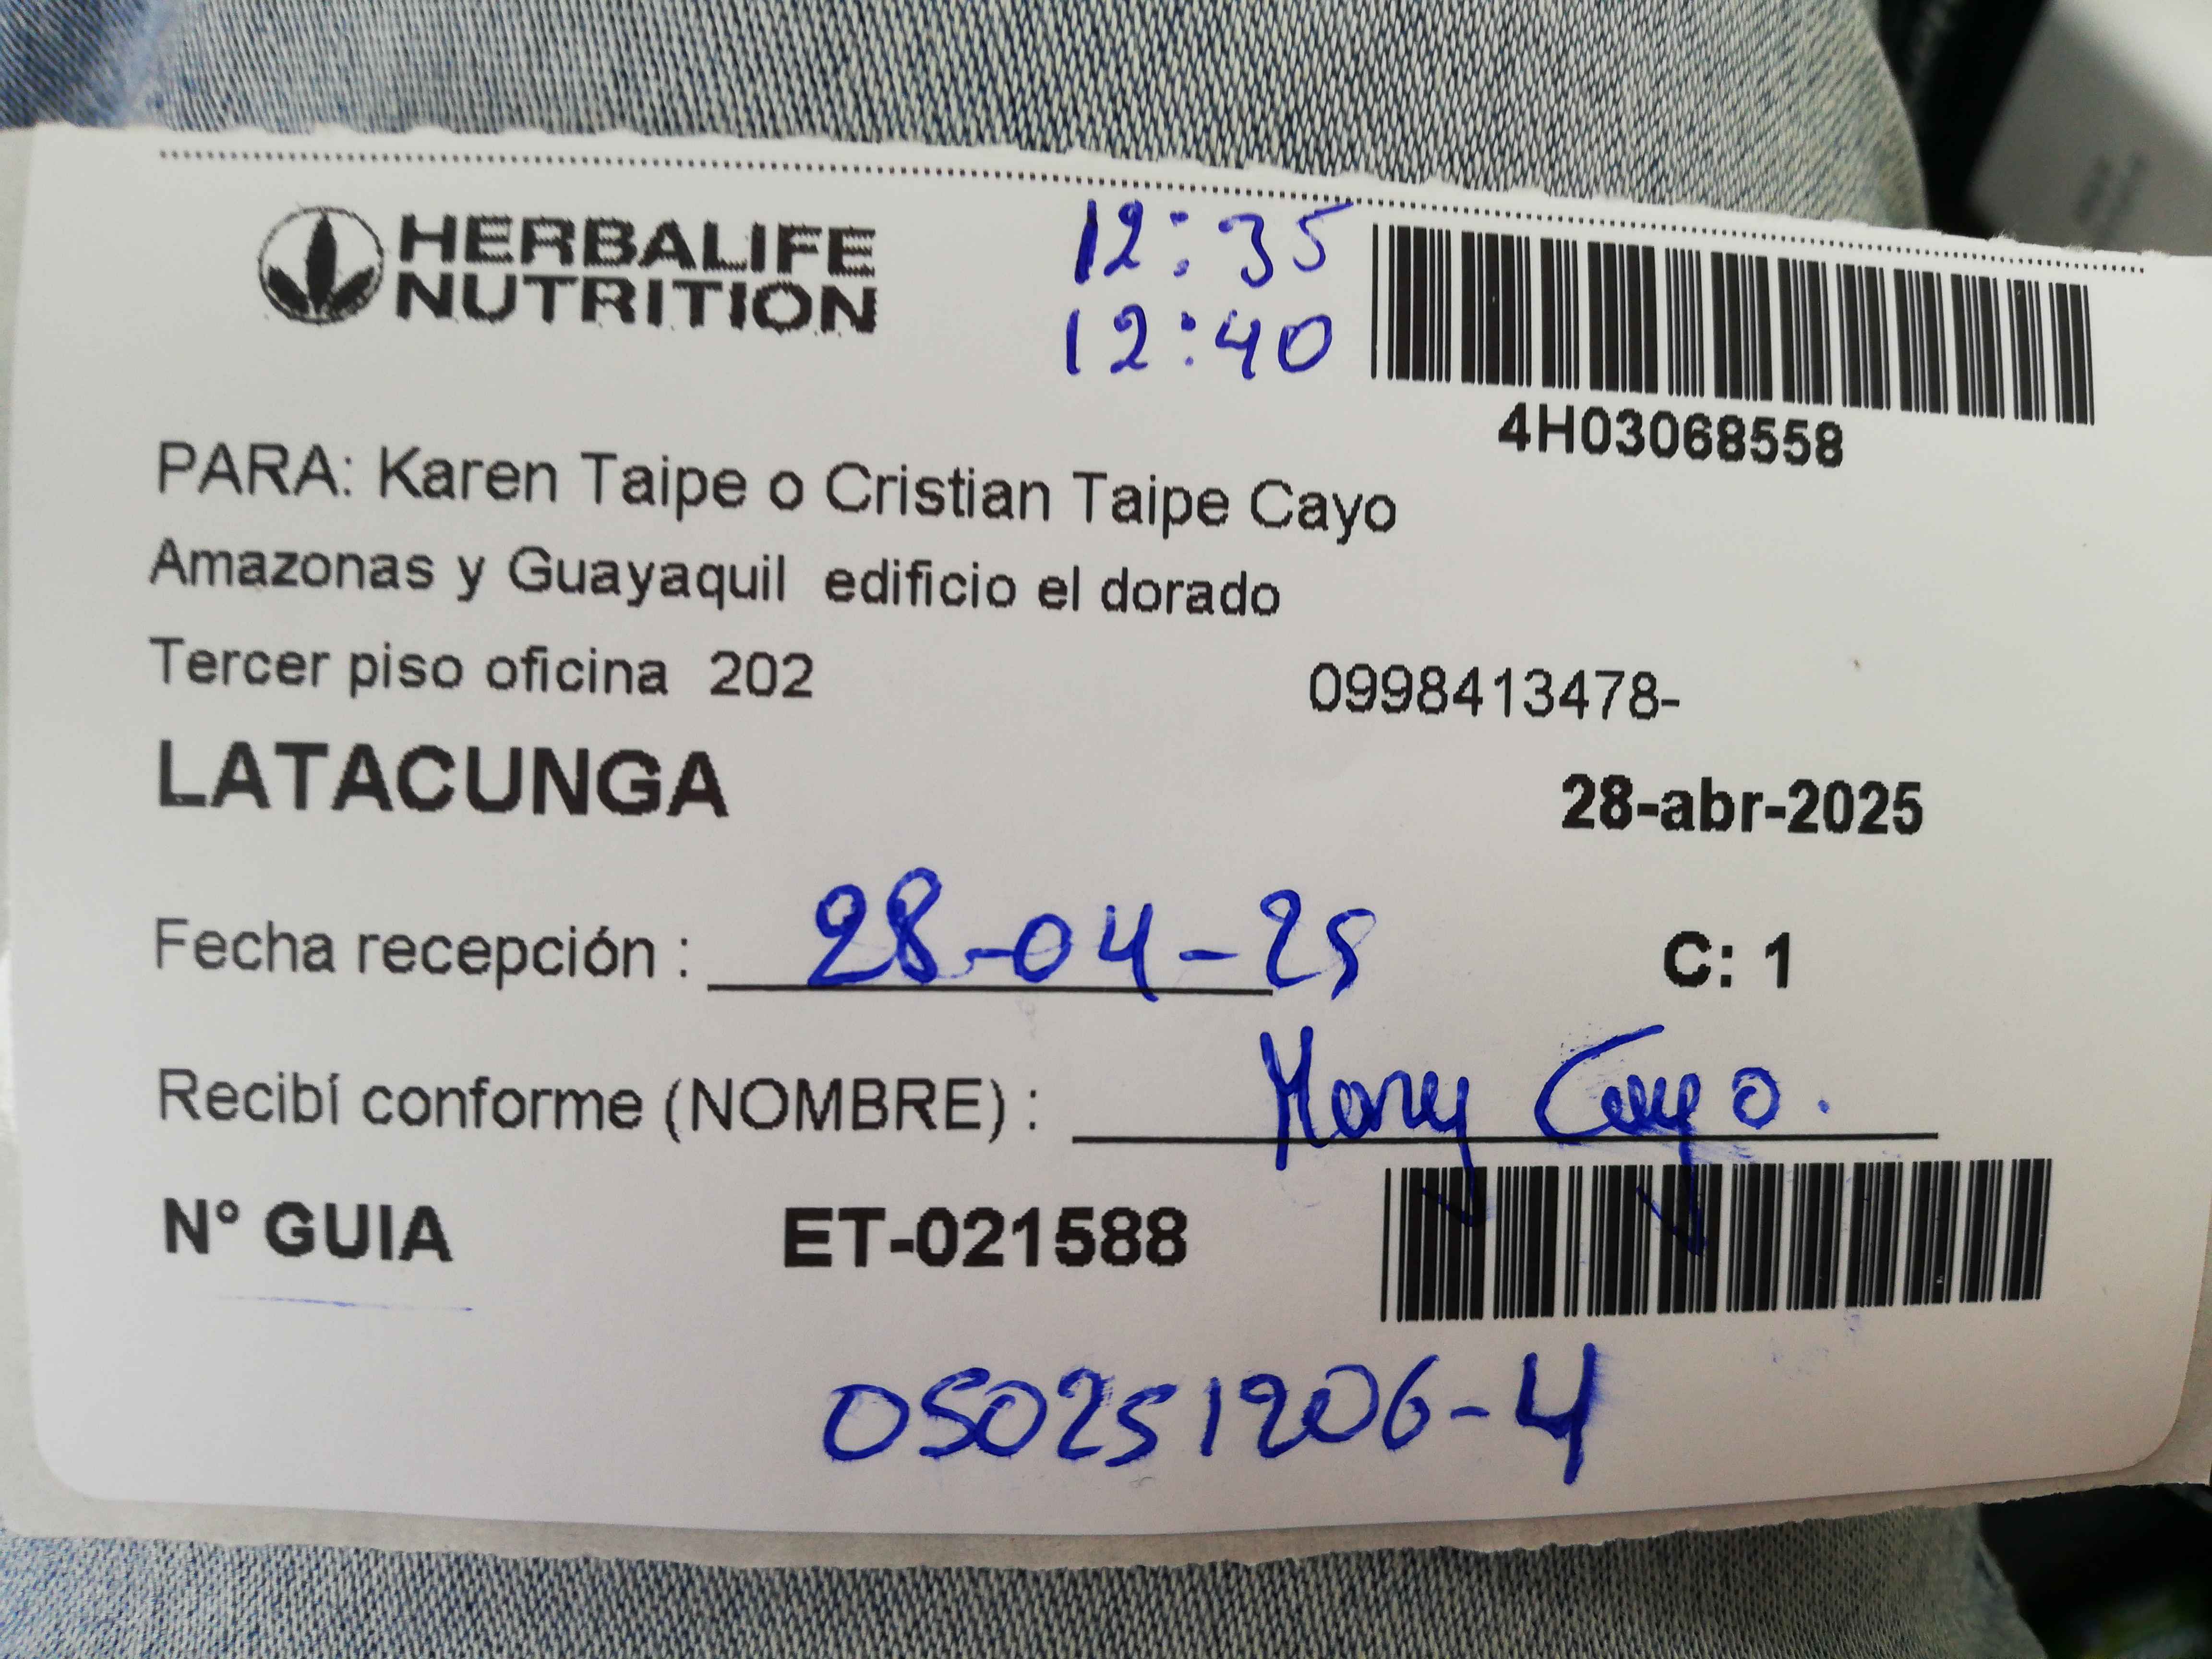 HERBALIFE
NUTRITION
12:35
12:40
4H03068558
PARA: Karen Taipe o Cristian Taipe Cayo
Amazonas y Guayaquil edificio el dorado
Tercer piso oficina 202
0998413478-
LATACUNGA
28-abr-2025
Fecha recepción : 28-04-25
C: 1
Recibí conforme (NOMBRE) : Mary Cayo.
N° GUIA
ET-021588
050251206-4